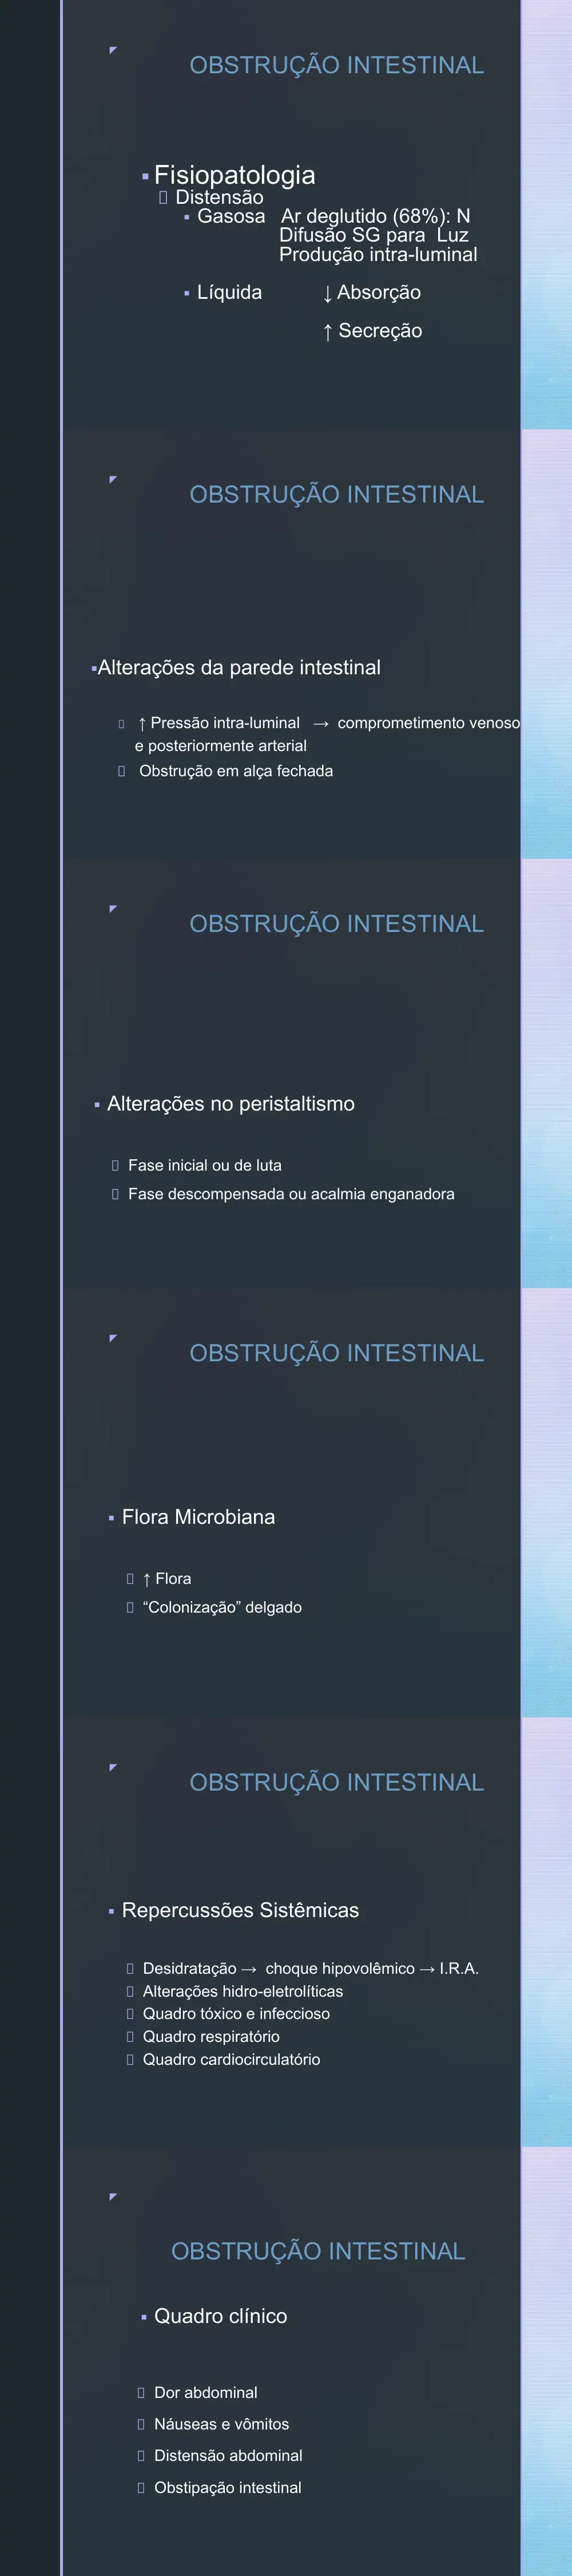 OBSTRUÇÃO INTESTINAL
Fisiopatologia
Distensão
Gasosa Ar deglutido (68%): N
Difusão SG para Luz
Produção intra-luminal
Líquida ↓ Absorção
↑ Secreção
OBSTRUÇÃO INTESTINAL
Alterações da parede intestinal
↑ Pressão intra-luminal → comprometimento venoso
e posteriormente arterial
Obstrução em alça fechada
OBSTRUÇÃO INTESTINAL
Alterações no peristaltismo
Fase inicial ou de luta
Fase descompensada ou acalmia enganadora
OBSTRUÇÃO INTESTINAL
Flora Microbiana
↑ Flora
“Colonização” delgado
OBSTRUÇÃO INTESTINAL
Repercussões Sistêmicas
Desidratação → choque hipovolêmico → I.R.A.
Alterações hidro-eletrolíticas
Quadro tóxico e infeccioso
Quadro respiratório
Quadro cardiocirculatório
OBSTRUÇÃO INTESTINAL
Quadro clínico
Dor abdominal
Náuseas e vômitos
Distensão abdominal
Obstipação intestinal